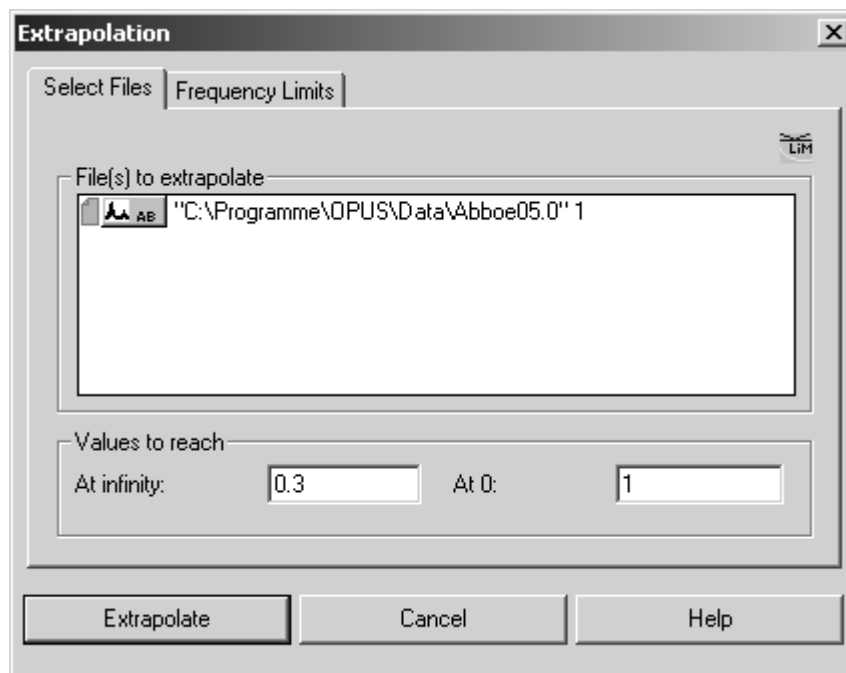 Extrapolation
Select Files
Frequency Limits
LiM
File(s) to extrapolate
AB "C:\Programme\OPUS\Data\Abboe05.0" 1
Values to reach
At infinity: 0.3 At 0: 1
Extrapolate Cancel Help